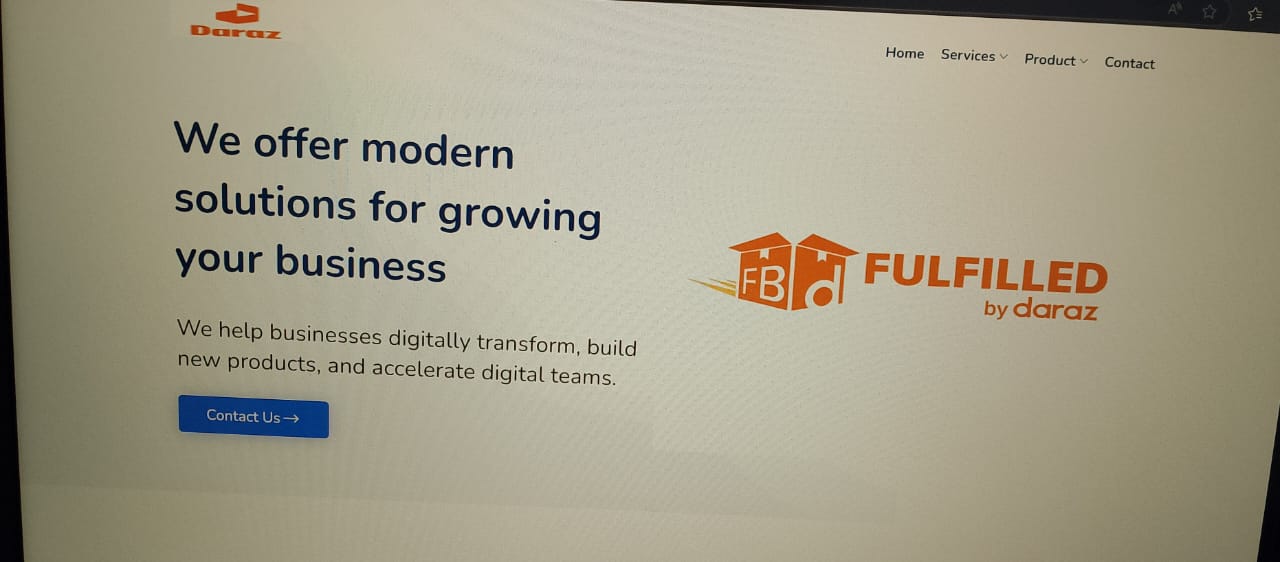 Daraz
Home Services Product Contact
We offer modern
solutions for growing
your business
FBd FULFILLED
by daraz
We help businesses digitally transform, build
new products, and accelerate digital teams.
Contact Us→